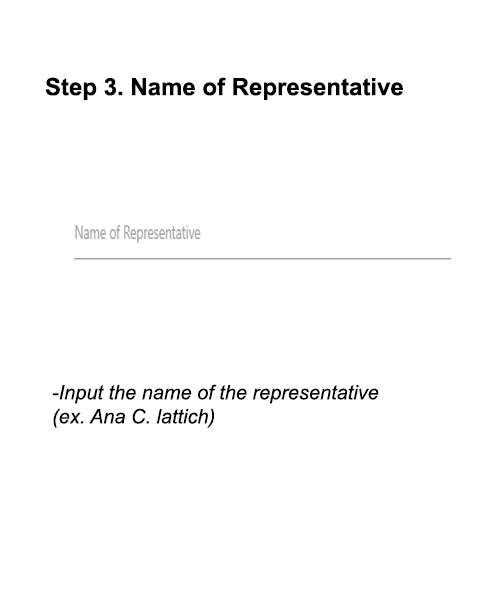 Step 3. Name of Representative
Name of Representative
-Input the name of the representative
(ex. Ana C. lattich)